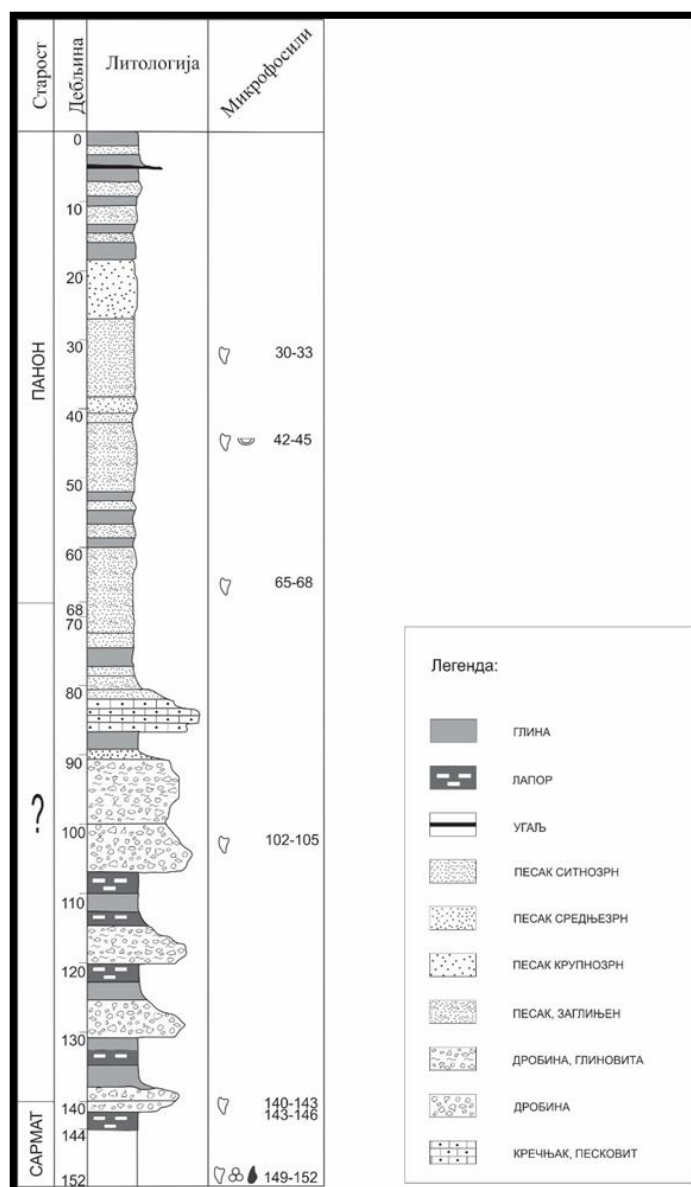 Старост
Дебљина
Литологија
Микрофосили
0
10
20
ПАНОН
30
30-33
40
42-45
50
60
65-68
68
70
80
90
?
100
102-105
110
120
130
140
140-143
143-146
144
САРМАТ
152
149-152
Легенда:
ГЛИНА
ЛАПОР
УГАЉ
ПЕСАК СИТНОЗРН
ПЕСАК СРЕДЊЕЗРН
ПЕСАК КРУПНОЗРН
ПЕСАК, ЗАГЛИЊЕН
ДРОБИНА, ГЛИНОВИТА
ДРОБИНА
КРЕЧЊАК, ПЕСКОВИТ